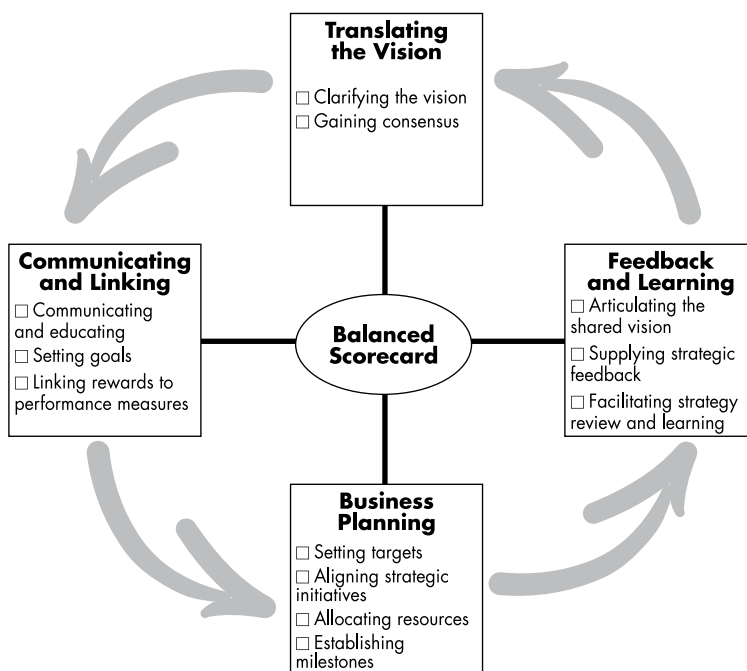 Translating
the Vision
□ Clarifying the vision
□ Gaining consensus
Communicating
and Linking
□ Communicating
and educating
□ Setting goals
□ Linking rewards to
performance measures
Balanced
Scorecard
Feedback
and Learning
□ Articulating the
shared vision
□ Supplying strategic
feedback
□ Facilitating strategy
review and learning
Business
Planning
□ Setting targets
□ Aligning strategic
initiatives
□ Allocating resources
□ Establishing
milestones